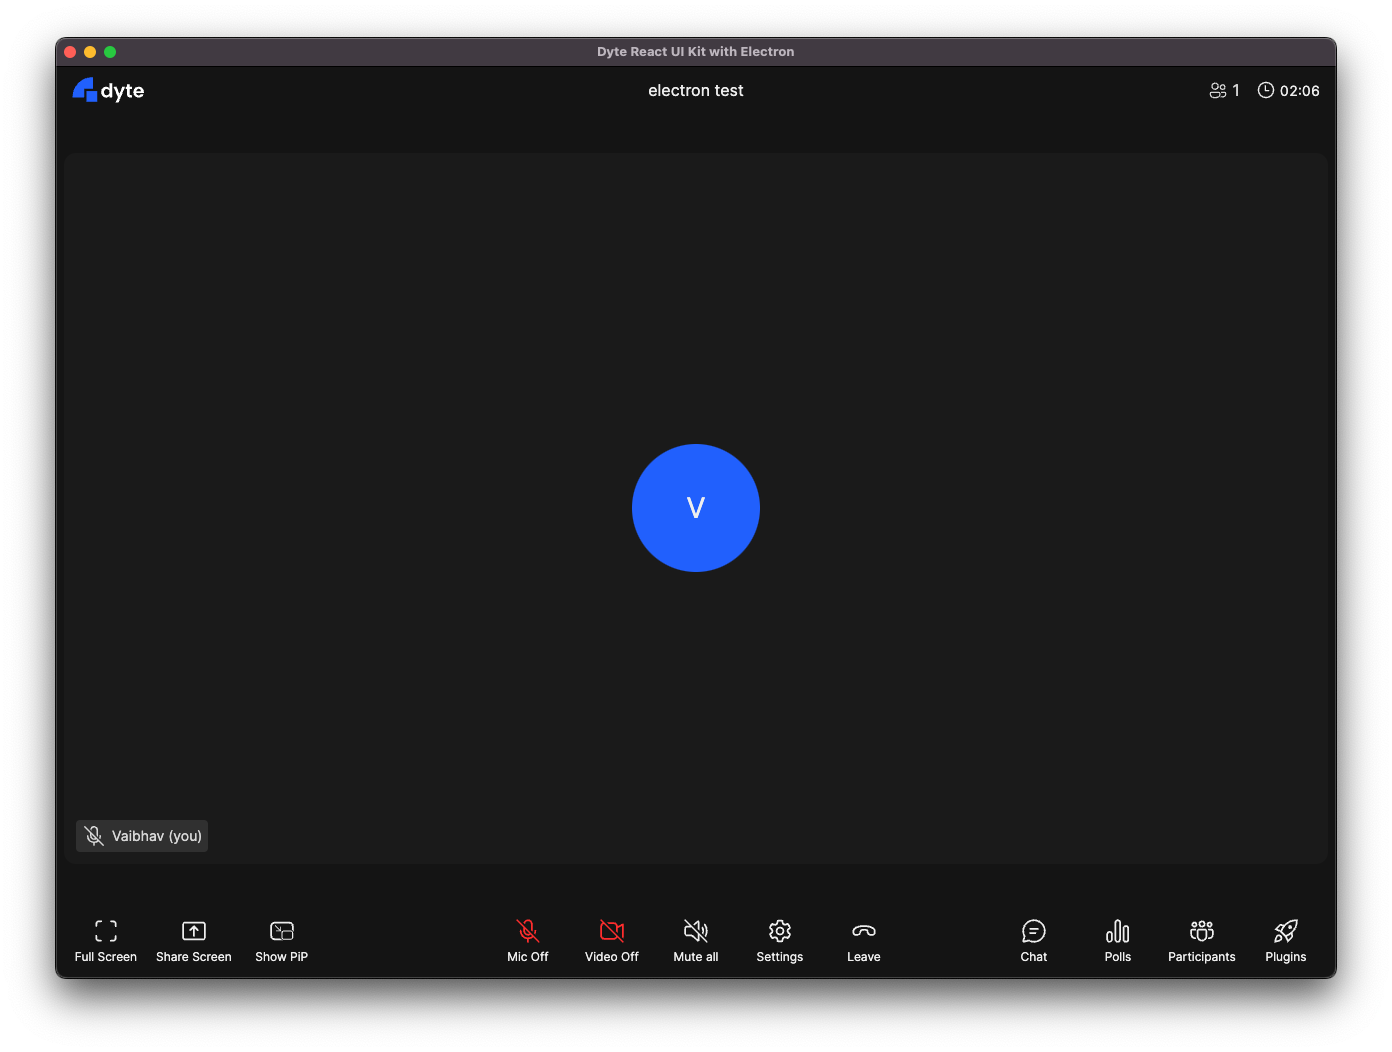 Dyte React UI Kit with Electron
dyte
electron test
1
02:06
V
Vaibhav (you)
Full Screen
Share Screen
Show PiP
Mic Off
Video Off
Mute all
Settings
Leave
Chat
Polls
Participants
Plugins